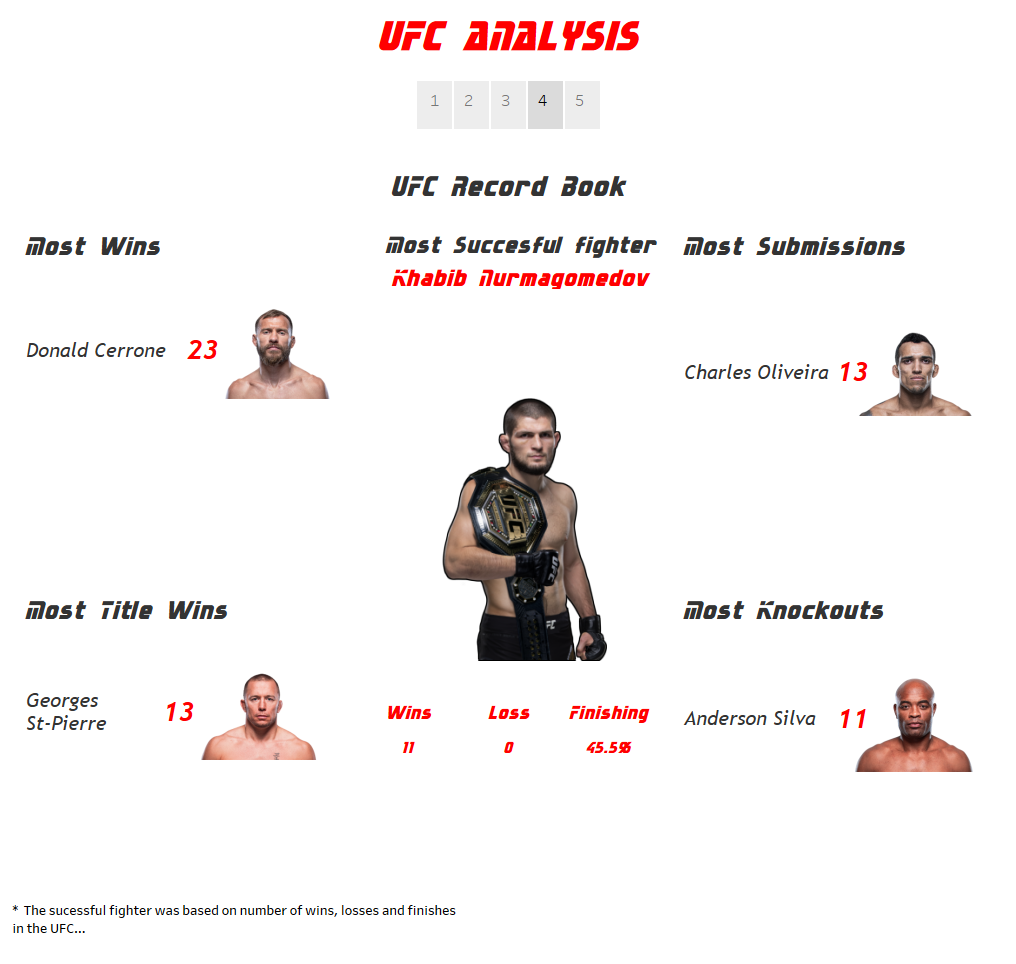 UFC ANALYSIS
1 2 3 4 5
UFC Record Book
Most Wins
Donald Cerrone 23
Most Succesful fighter
Khabib Nurmagomedov
Most Submissions
Charles Oliveira 13
UFC
UFC
FC
Most Title Wins
Georges
St-Pierre
13
Wins Loss Finishing
11 0 45.5%
Most Knockouts
Anderson Silva 11
* The sucessful fighter was based on number of wins, losses and finishes
in the UFC...